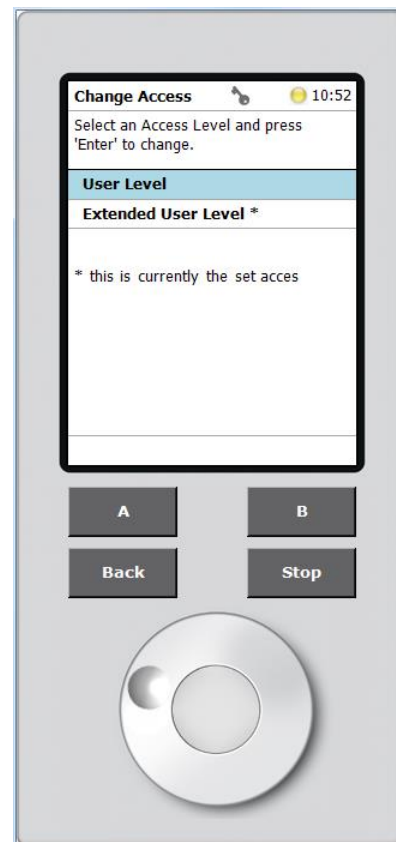 Change Access 10:52
Select an Access Level and press
'Enter' to change.
User Level
Extended User Level *
* this is currently the set acces
A B
Back Stop